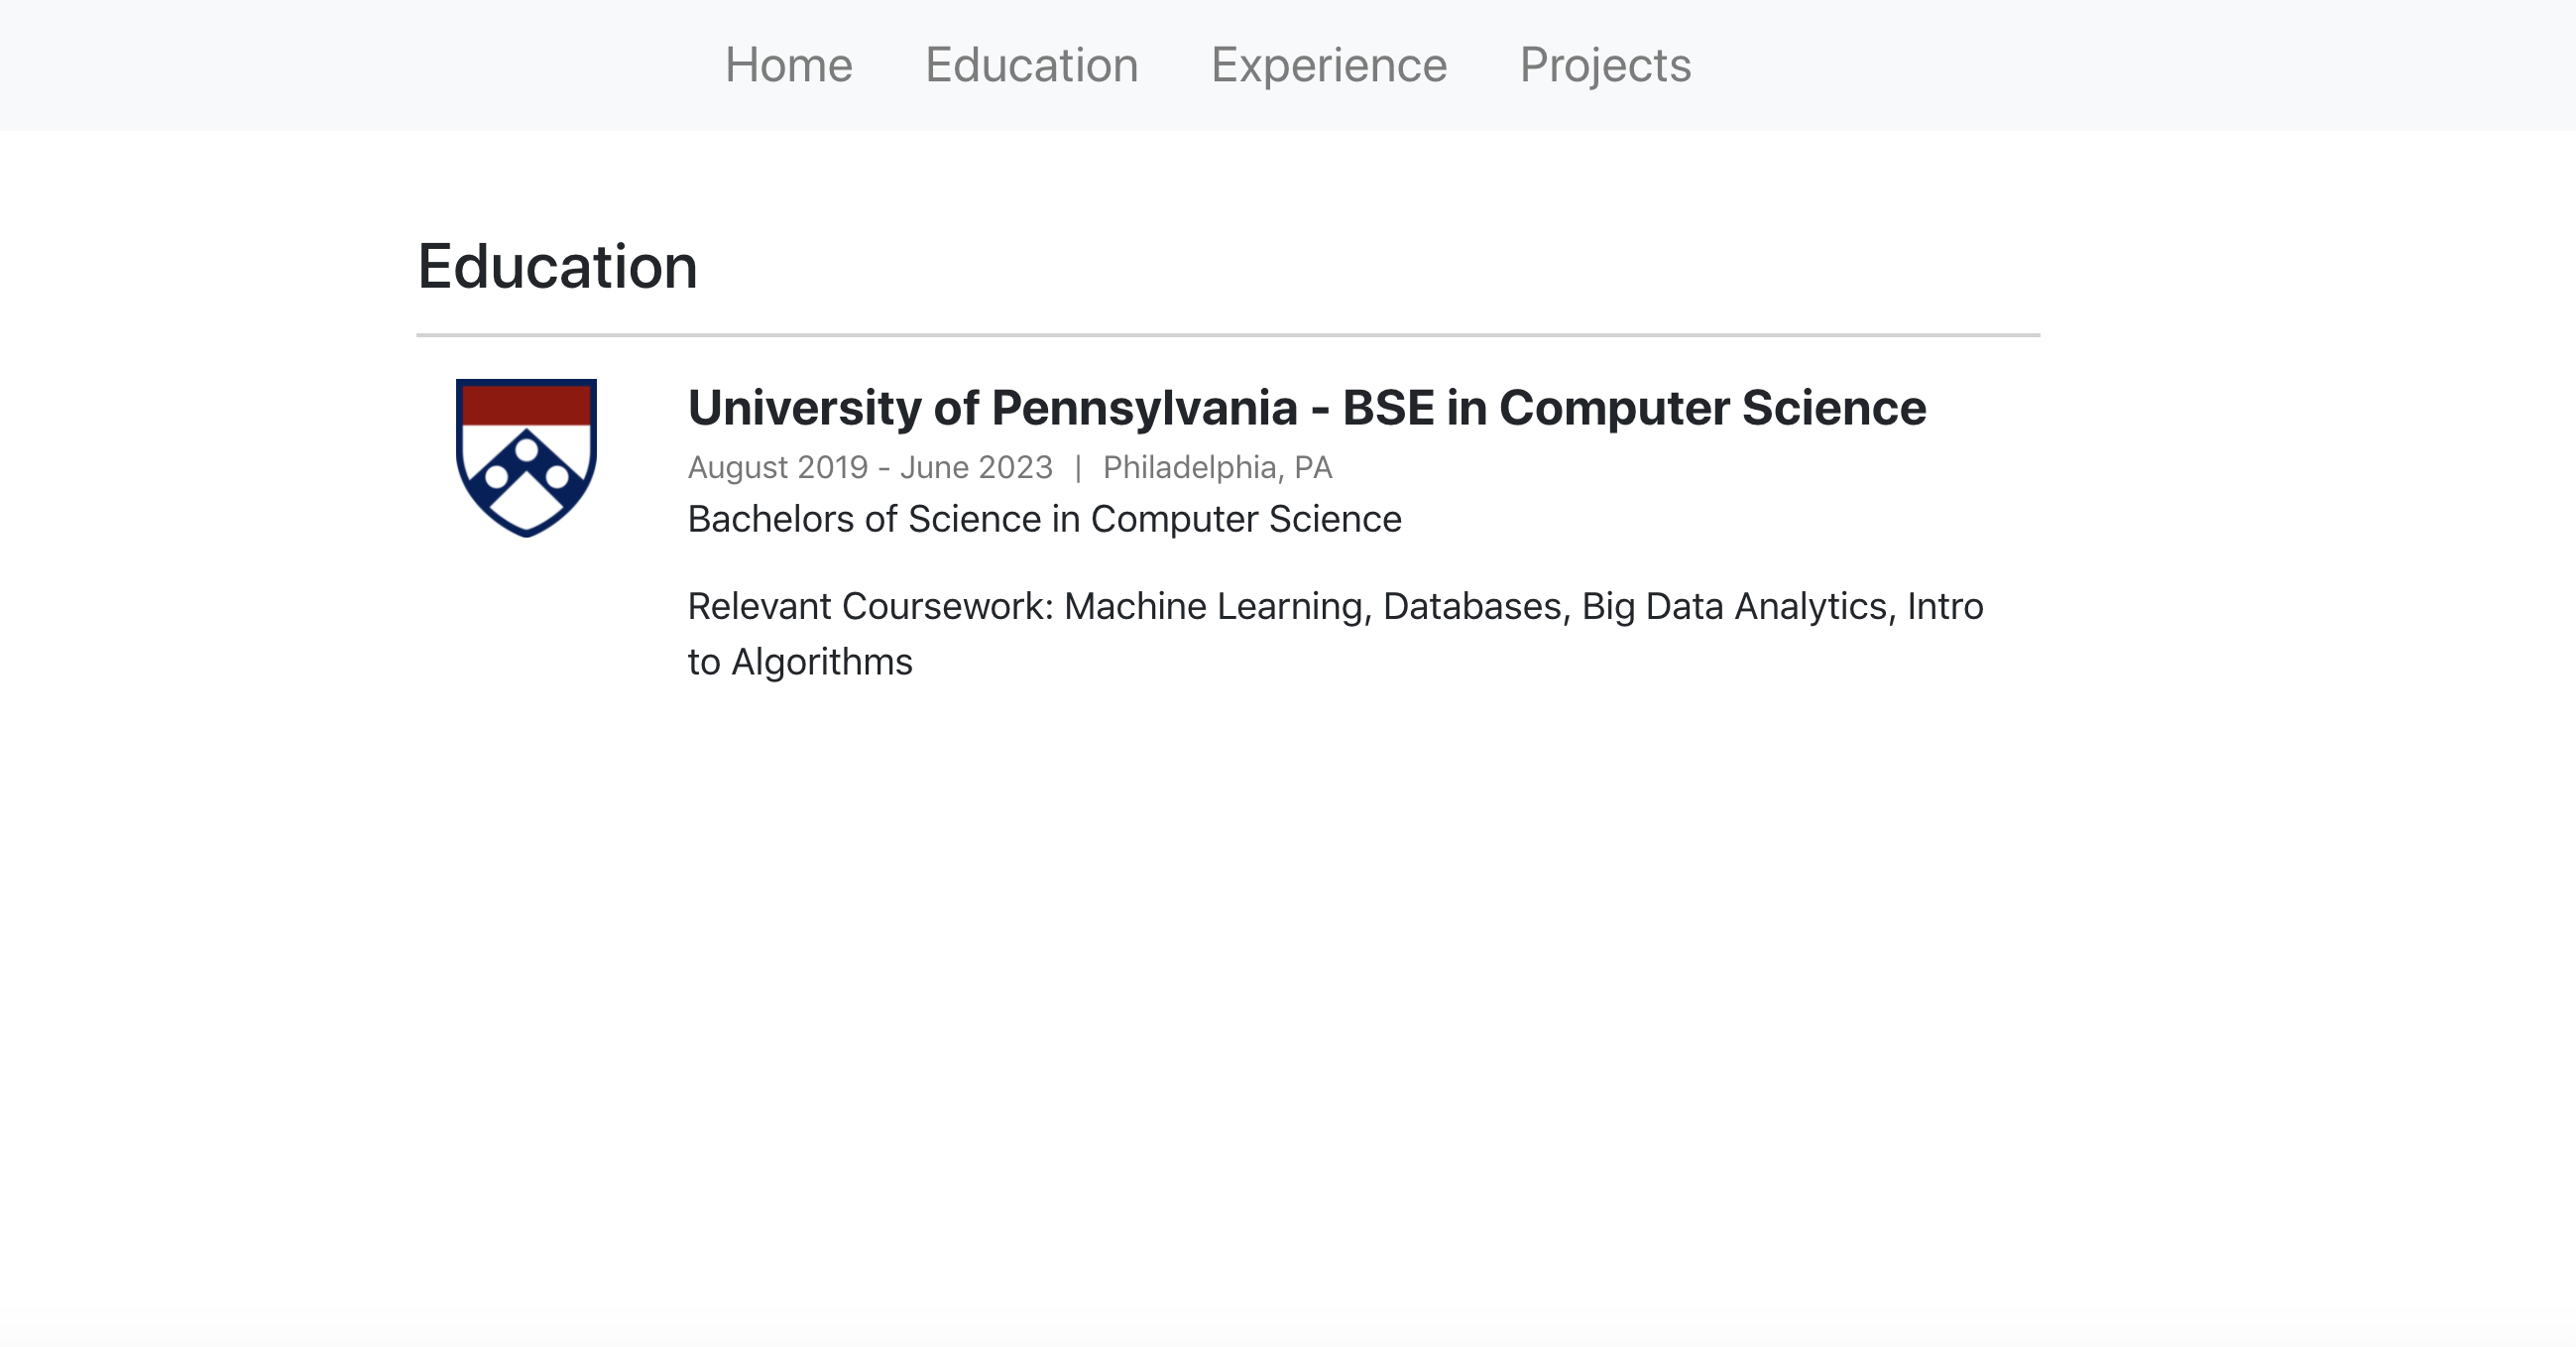 Home Education Experience Projects
Education
University of Pennsylvania - BSE in Computer Science
August 2019 - June 2023 | Philadelphia, PA
Bachelors of Science in Computer Science
Relevant Coursework: Machine Learning, Databases, Big Data Analytics, Intro
to Algorithms